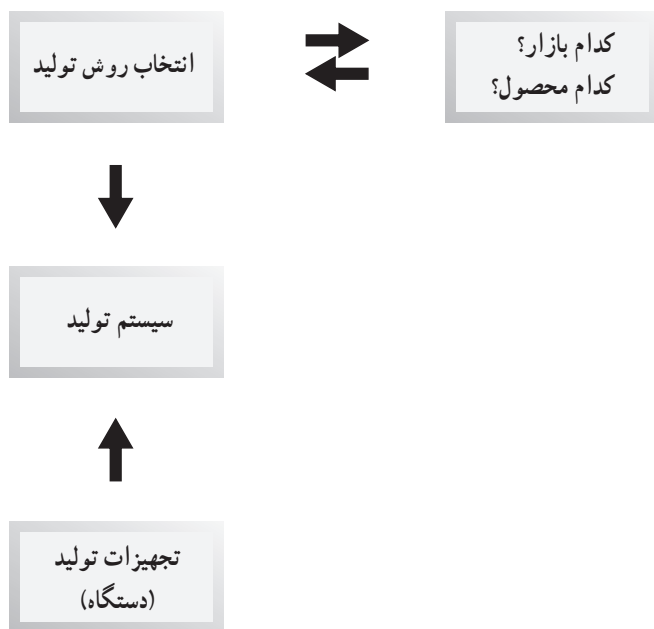 کدام بازار؟
کدام محصول؟
انتخاب روش تولید
سیستم تولید
تجهیزات تولید
(دستگاه)